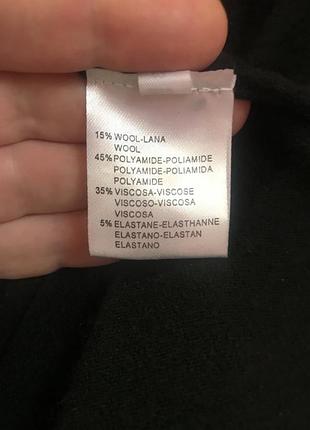 15% WOOL-LANA
WOOL
45% POLYAMIDE-POLIAMIDE
POLYAMIDE-POLIAMIDA
POLYAMIDE
35% VISCOSA-VISCOSE
VISCOSO-VISCOSE
VISCOSA
5% ELASTANE-ELASTHANNE
ELASTANO-ELASTAN
ELASTANO